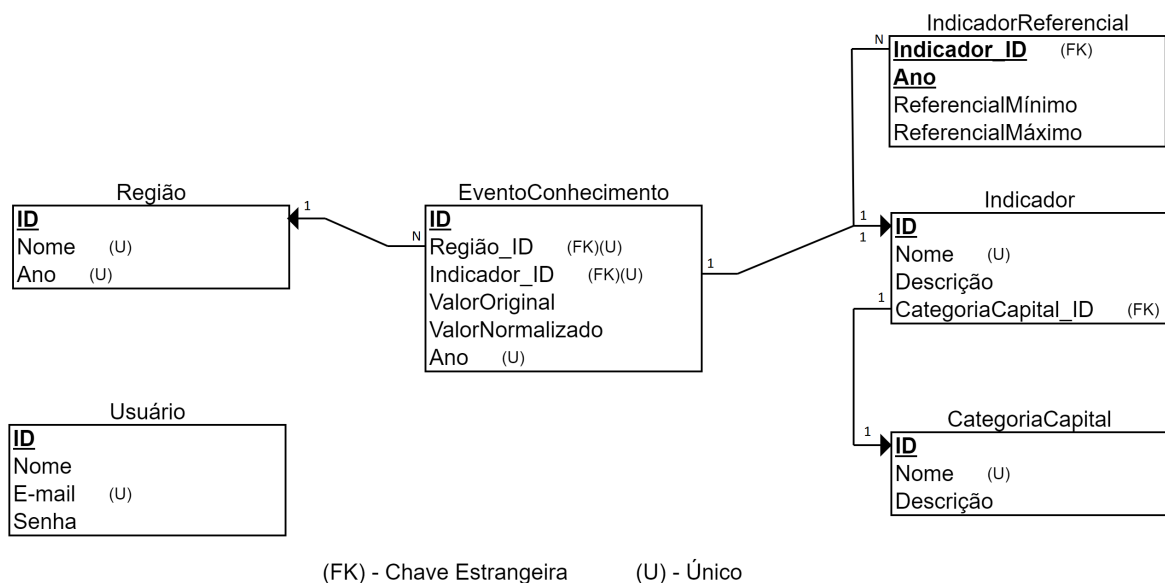 IndicadorReferencial
N
Indicador_ID (FK)
Ano
ReferencialMínimo
ReferencialMáximo
Região
ID
Nome (U)
Ano (U)
1
N
EventoConhecimento
ID
Região_ID (FK)(U)
Indicador_ID (FK)(U)
ValorOriginal
ValorNormalizado
Ano (U)
1
Indicador
1
1
ID
Nome (U)
Descrição
CategoriaCapital_ID (FK)
1
Usuário
ID
Nome
E-mail (U)
Senha
CategoriaCapital
1
ID
Nome (U)
Descrição
(FK) - Chave Estrangeira (U) - Único